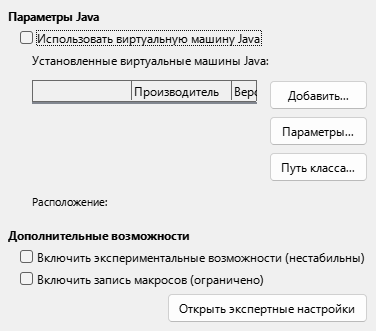 Параметры Java
Использовать виртуальную машину Java
Установленные виртуальные машины Java:
Производитель Верс
Добавить...
Параметры...
Путь класса...
Расположение:
Дополнительные возможности
Включить экспериментальные возможности (нестабильны)
Включить запись макросов (ограничено)
Открыть экспертные настройки